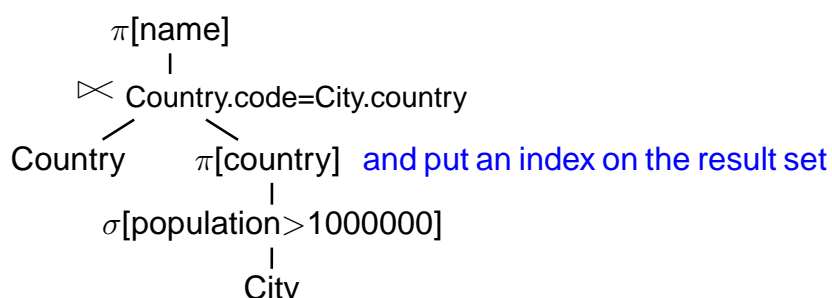 π[name]
⋉ Country.code=City.country
Country π[country] and put an index on the result set
σ[population>1000000]
City